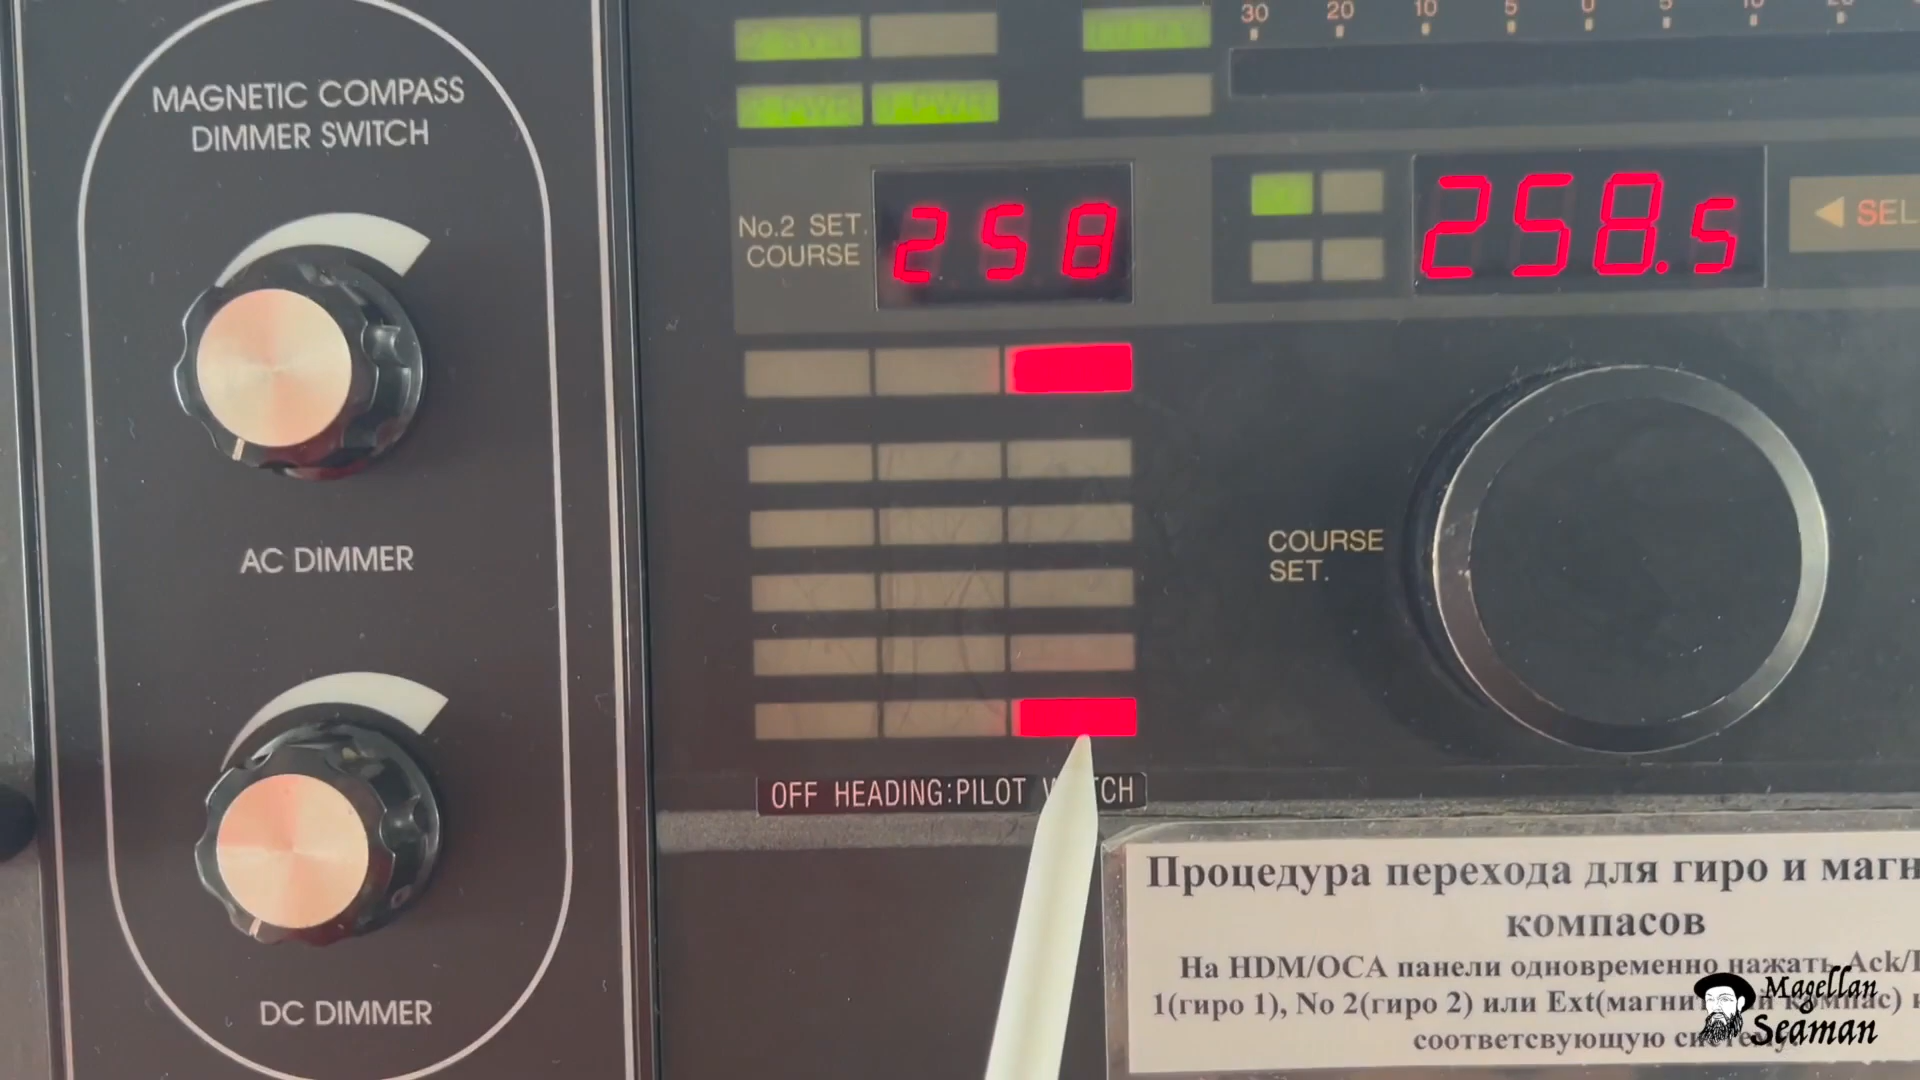 MAGNETIC COMPASS
DIMMER SWITCH
AC DIMMER
DC DIMMER
30 20 10 5 0 5 10 20
No.2 SET.
COURSE
258
258.5
◀ SEL
COURSE
SET.
OFF HEADING:PILOT
Процедура перехода для гиро и магн
компасов
На HDM/OCA панели одновременно нажать Ack/
1(гиро 1), No 2(гиро 2) или Ext(магни
соответсвующую
Magellan
Seaman